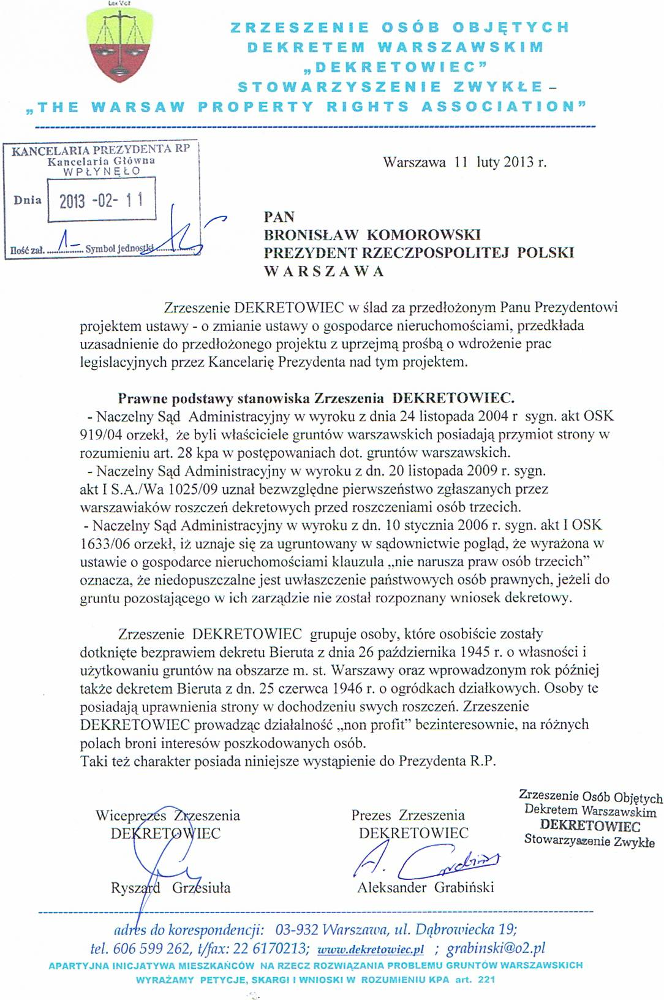 Lex Vcit
ZRZESZENIE OSÓB OBJĘTYCH
DEKRETEM WARSZAWSKIM
„DEKRETOWIEC”
STOWARZYSZENIE ZWYKŁE –
„THE WARSAW PROPERTY RIGHTS ASSOCIATION”
KANCELARIA PREZYDENTA RP
Kancelaria Główna
WPŁYNĘŁO
Dnia 2013 -02- 1 1
Ilość zał. 1- Symbol jednostki
Warszawa 11 luty 2013 r.
PAN
BRONISŁAW KOMOROWSKI
PREZYDENT RZECZPOSPOLITEJ POLSKI
W A R S Z A W A
Zrzeszenie DEKRETOWIEC w ślad za przedłożonym Panu Prezydentowi
projektem ustawy - o zmianie ustawy o gospodarce nieruchomościami, przedkłada
uzasadnienie do przedłożonego projektu z uprzejmą prośbą o wdrożenie prac
legislacyjnych przez Kancelarię Prezydenta nad tym projektem.
Prawne podstawy stanowiska Zrzeszenia DEKRETOWIEC.
- Naczelny Sąd Administracyjny w wyroku z dnia 24 listopada 2004 r sygn. akt OSK
919/04 orzekł, że byli właściciele gruntów warszawskich posiadają przymiot strony w
rozumieniu art. 28 kpa w postępowaniach dot. gruntów warszawskich.
- Naczelny Sąd Administracyjny w wyroku z dn. 20 listopada 2009 r. sygn.
akt I S.A./Wa 1025/09 uznał bezwzględne pierwszeństwo zgłaszanych przez
warszawiaków roszczeń dekretowych przed roszczeniami osób trzecich.
- Naczelny Sąd Administracyjny w wyroku z dn. 10 stycznia 2006 r. sygn. akt I OSK
1633/06 orzekł, iż uznaje się za ugruntowany w sądownictwie pogląd, że wyrażona w
ustawie o gospodarce nieruchomościami klauzula „nie narusza praw osób trzecich”
oznacza, że niedopuszczalne jest uwłaszczenie państwowych osób prawnych, jeżeli do
gruntu pozostającego w ich zarządzie nie został rozpoznany wniosek dekretowy.
Zrzeszenie DEKRETOWIEC grupuje osoby, które osobiście zostały
dotknięte bezprawiem dekretu Bieruta z dnia 26 października 1945 r. o własności i
użytkowaniu gruntów na obszarze m. st. Warszawy oraz wprowadzonym rok później
także dekretem Bieruta z dn. 25 czerwca 1946 r. o ogródkach działkowych. Osoby te
posiadają uprawnienia strony w dochodzeniu swych roszczeń. Zrzeszenie
DEKRETOWIEC prowadząc działalność „non profit” bezinteresownie, na różnych
polach broni interesów poszkodowanych osób.
Taki też charakter posiada niniejsze wystąpienie do Prezydenta R.P.
Wiceprezes Zrzeszenia
DEKRETOWIEC
Ryszard Grzesiuła
Prezes Zrzeszenia
DEKRETOWIEC
A. Grabiński
Aleksander Grabiński
Zrzeszenie Osób Objętych
Dekretem Warszawskim
DEKRETOWIEC
Stowarzyszenie Zwykłe
adres do korespondencji: 03-932 Warszawa, ul. Dąbrowiecka 19;
tel. 606 599 262, t/fax: 22 6170213; www.dekretowiec.pl ; grabinski@o2.pl
APARTYJNA INICJATYWA MIESZKAŃCÓW NA RZECZ ROZWIĄZANIA PROBLEMU GRUNTÓW WARSZAWSKICH
WYRAŻAMY PETYCJE, SKARGI I WNIOSKI W ROZUMIENIU KPA art. 221